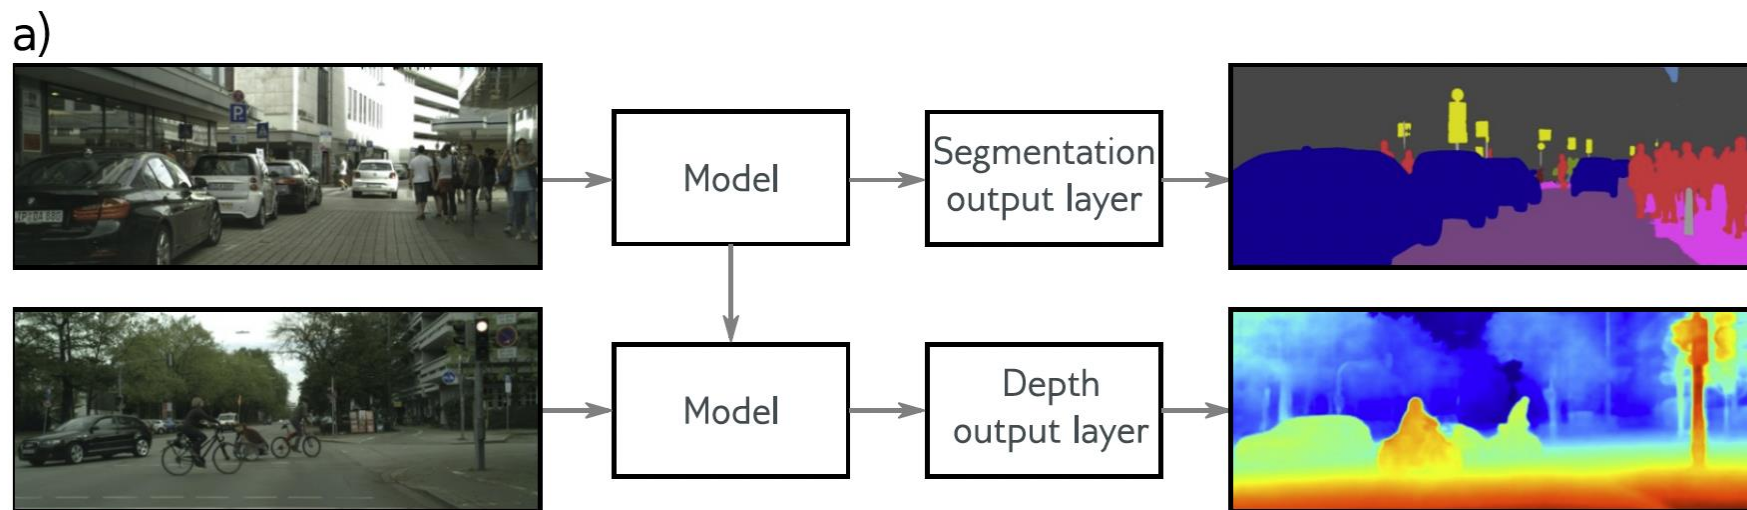 a)
P
Model
Segmentation
output layer
Model
Depth
output layer